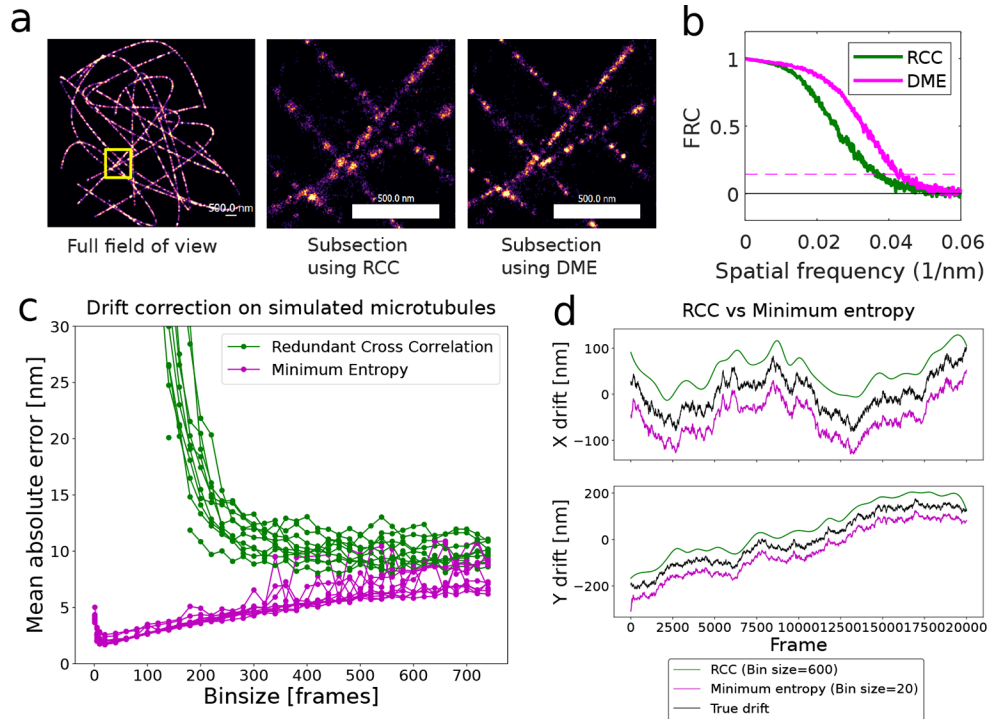 a
500.0 nm
Full field of view
500.0 nm
Subsection
using RCC
500.0 nm
Subsection
using DME
b
FRC
1
0.5
0
RCC
DME
0 0.02 0.04 0.06
Spatial frequency (1/nm)
c
Drift correction on simulated microtubules
Mean absolute error [nm]
30
25
20
15
10
5
0
Redundant Cross Correlation
Minimum Entropy
0 100 200 300 400 500 600 700
Binsize [frames]
d
RCC vs Minimum entropy
X drift [nm]
100
0
−100
Y drift [nm]
200
0
−200
0 2500 5000 7500 10000 12500 15000 17500 20000
Frame
RCC (Bin size=600)
Minimum entropy (Bin size=20)
True drift